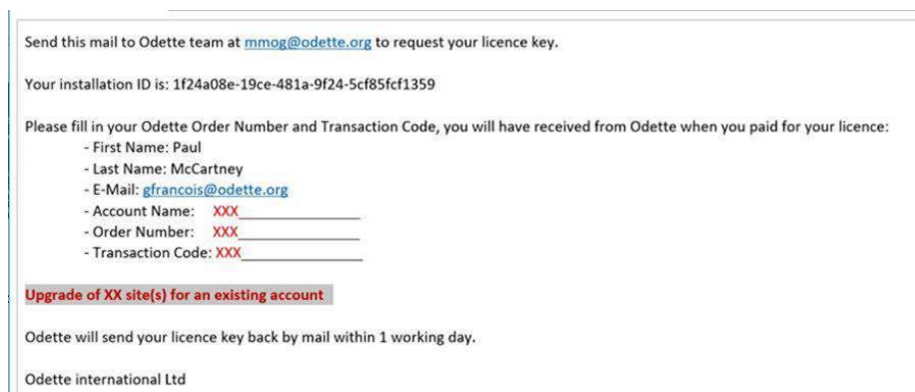 Send this mail to Odette team at mmog@odette.org to request your licence key.
Your installation ID is: 1f24a08e-19ce-481a-9f24-5cf85fcf1359
Please fill in your Odette Order Number and Transaction Code, you will have received from Odette when you paid for your licence:
- First Name: Paul
- Last Name: McCartney
- E-Mail: gfrancois@odette.org
- Account Name: XXX_______________
- Order Number: XXX_______________
- Transaction Code: XXX_______________
Upgrade of XX site(s) for an existing account
Odette will send your licence key back by mail within 1 working day.
Odette international Ltd